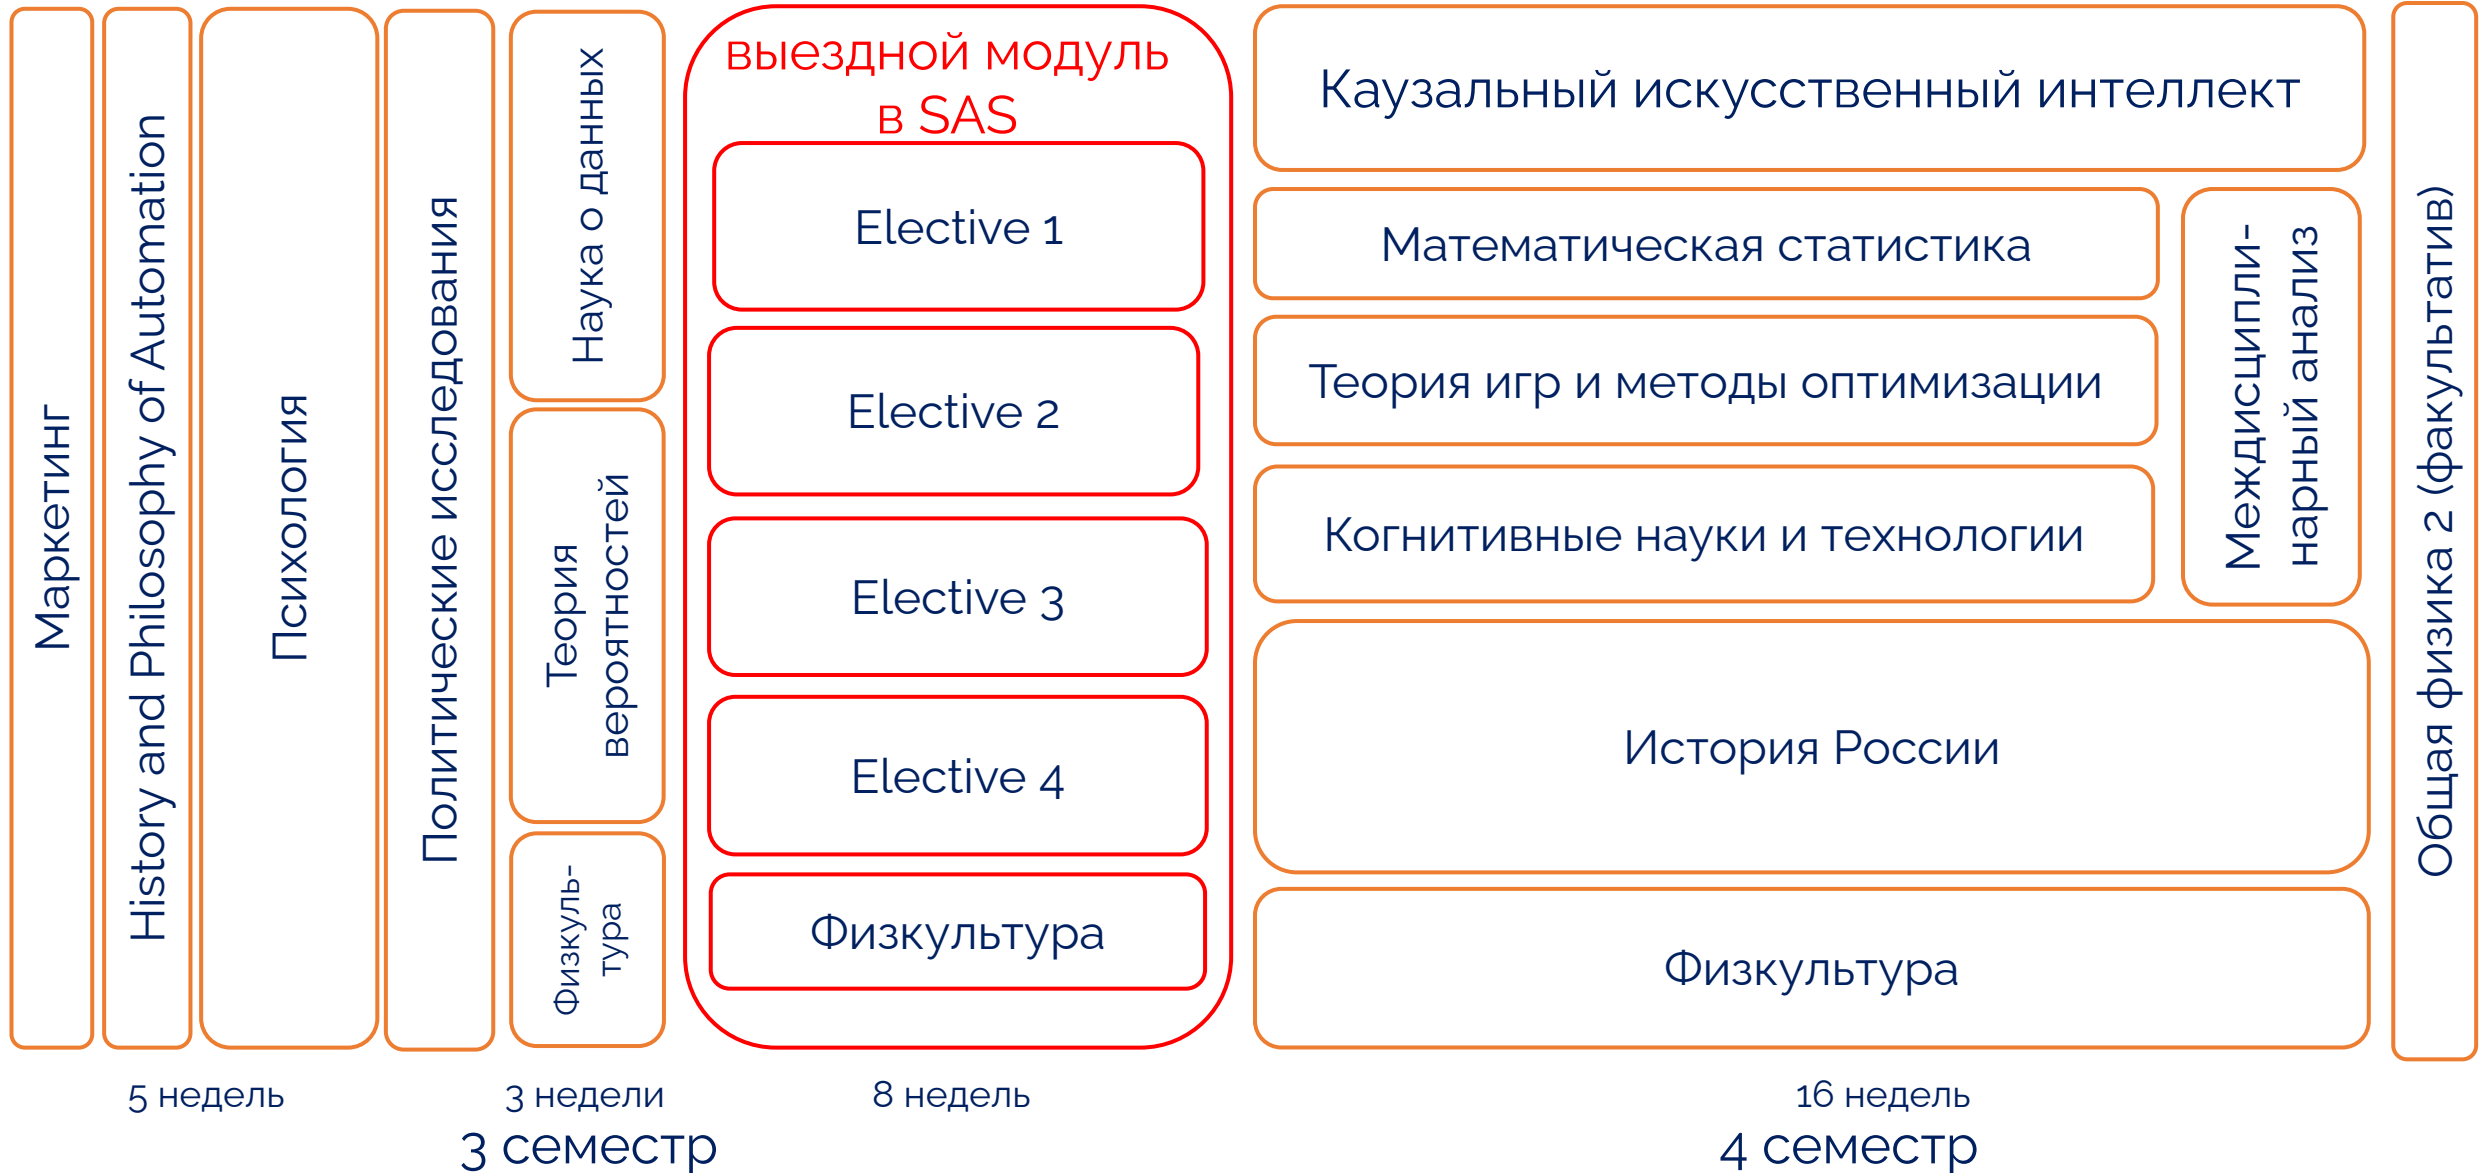 Маркетинг
History and Philosophy of Automation
Психология
Политические исследования
Наука о данных
Теория
вероятностей
Физкуль-
тура
выездной модуль
в SAS
Elective 1
Elective 2
Elective 3
Elective 4
Физкультура
Каузальный искусственный интеллект
Математическая статистика
Теория игр и методы оптимизации
Когнитивные науки и технологии
Междисципли-
нарный анализ
История России
Физкультура
Общая физика 2 (факультатив)
5 недель
3 недели
8 недель
16 недель
3 семестр
4 семестр